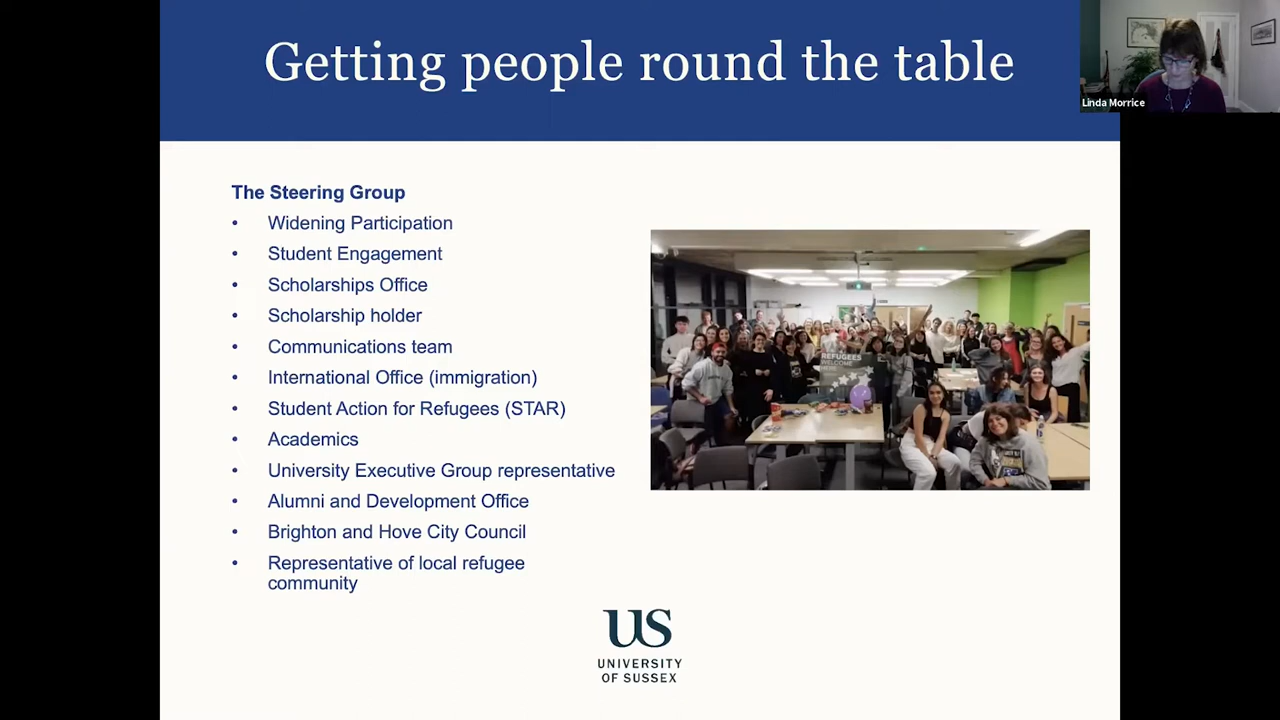 Getting people round the table
Linda Morrice
The Steering Group
• Widening Participation
• Student Engagement
• Scholarships Office
• Scholarship holder
• Communications team
• International Office (immigration)
• Student Action for Refugees (STAR)
• Academics
• University Executive Group representative
• Alumni and Development Office
• Brighton and Hove City Council
• Representative of local refugee
community
REFUGEES
WELCOME
US
UNIVERSITY
OF SUSSEX